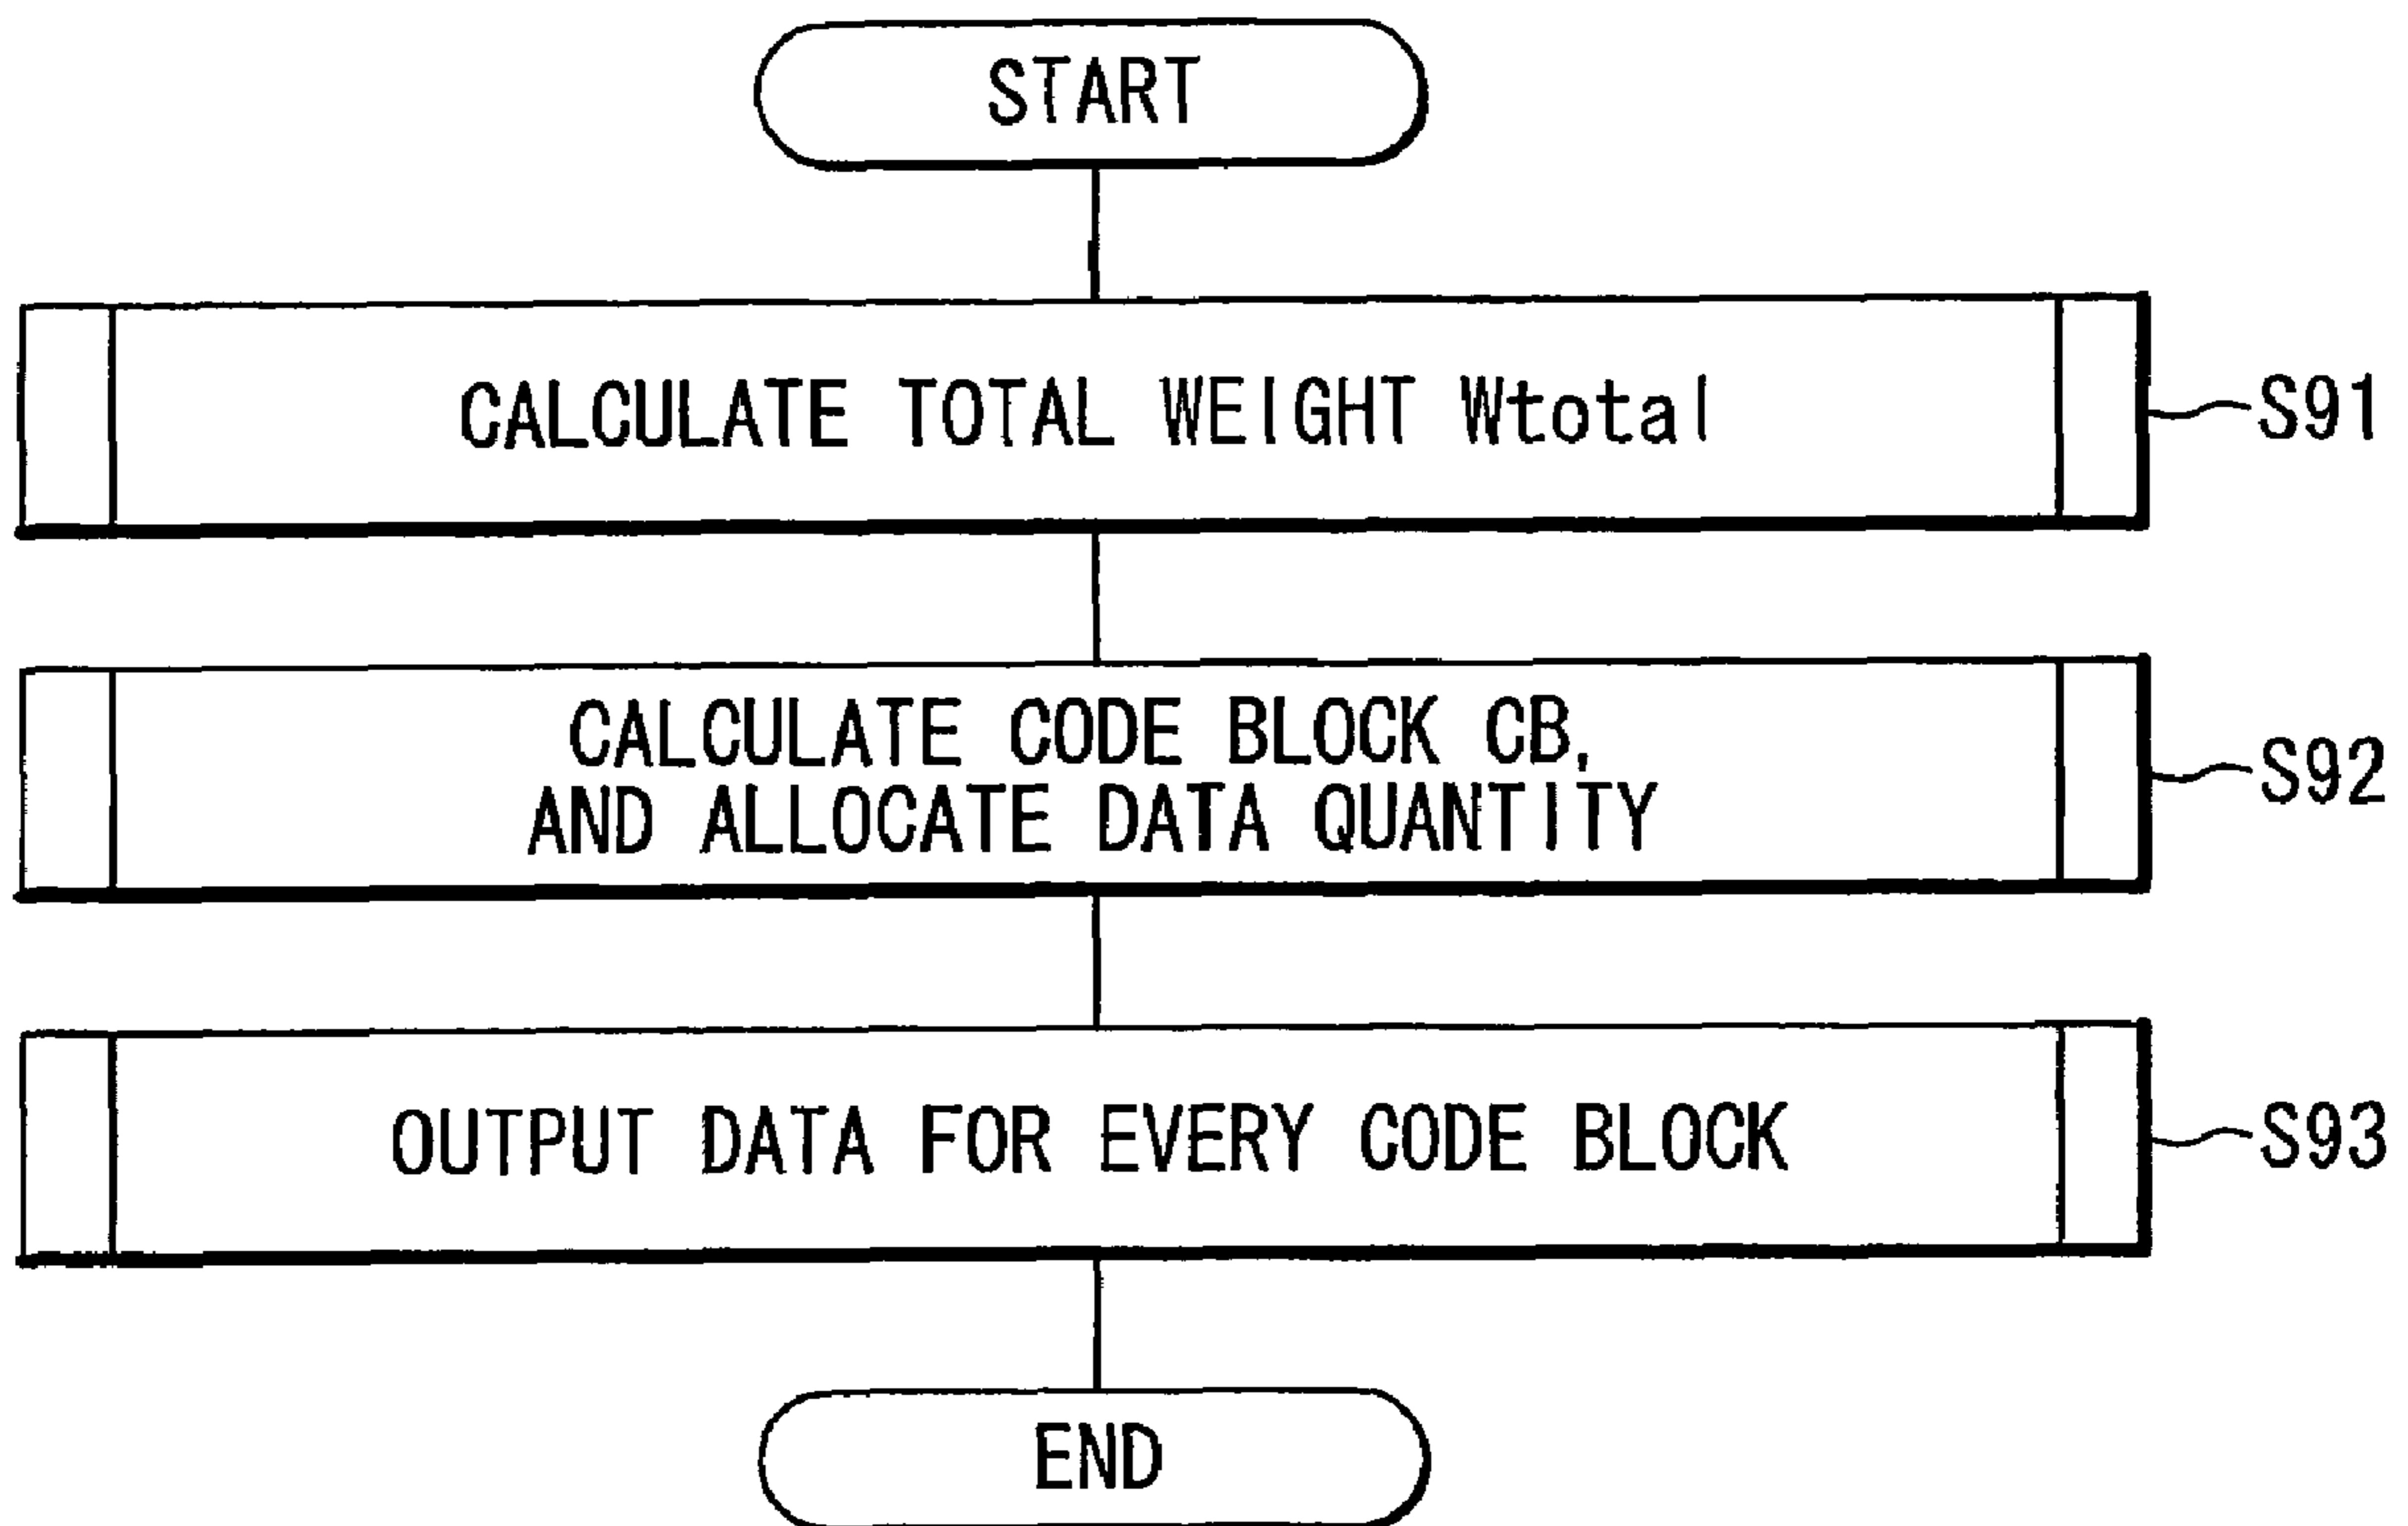 START
CALCULATE TOTAL WEIGHT Wtotal
S91
CALCULATE CODE BLOCK CB,
AND ALLOCATE DATA QUANTITY
S92
OUTPUT DATA FOR EVERY CODE BLOCK
S93
END